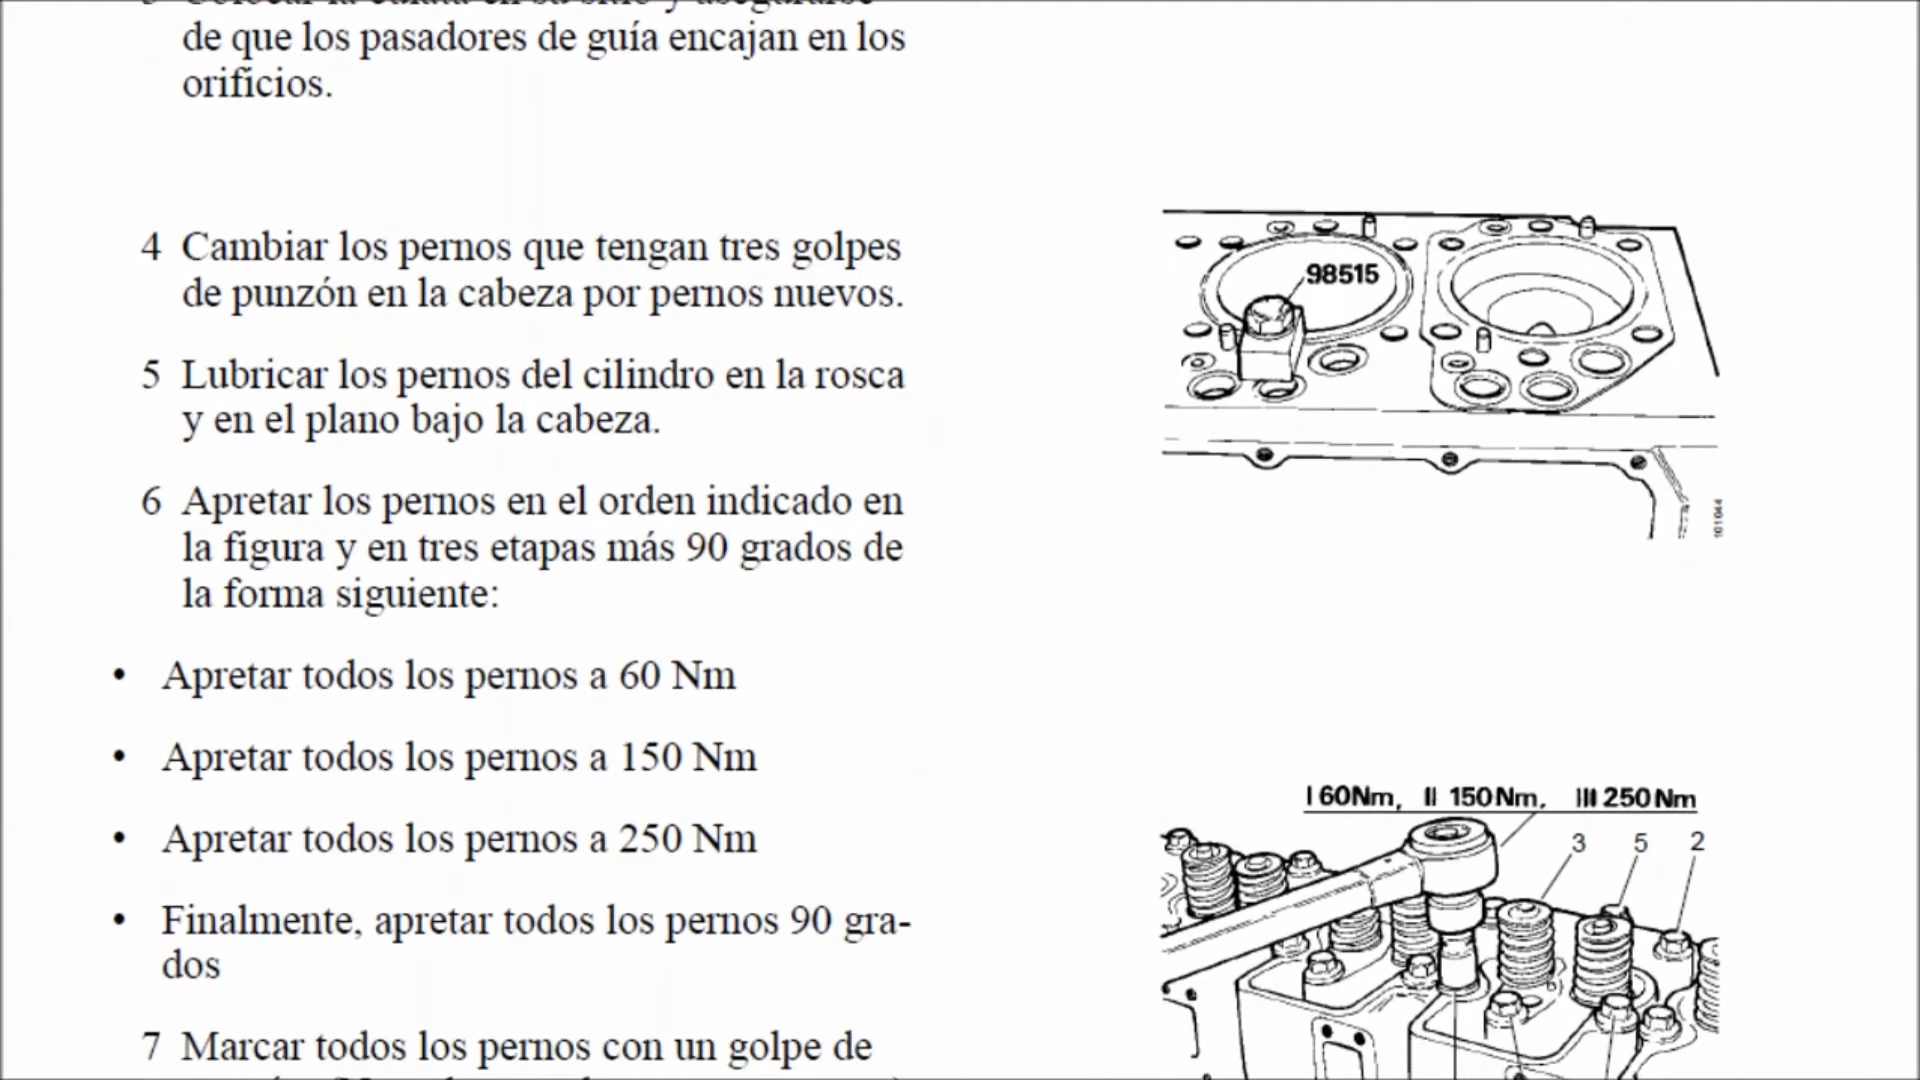 de que los pasadores de guía encajan en los
orificios.
4 Cambiar los pernos que tengan tres golpes
de punzón en la cabeza por pernos nuevos.
5 Lubricar los pernos del cilindro en la rosca
y en el plano bajo la cabeza.
6 Apretar los pernos en el orden indicado en
la figura y en tres etapas más 90 grados de
la forma siguiente:
• Apretar todos los pernos a 60 Nm
• Apretar todos los pernos a 150 Nm
• Apretar todos los pernos a 250 Nm
• Finalmente, apretar todos los pernos 90 gra-
dos
7 Marcar todos los pernos con un golpe de
98515
101044
I 60Nm, II 150Nm, III 250Nm
3 5 2